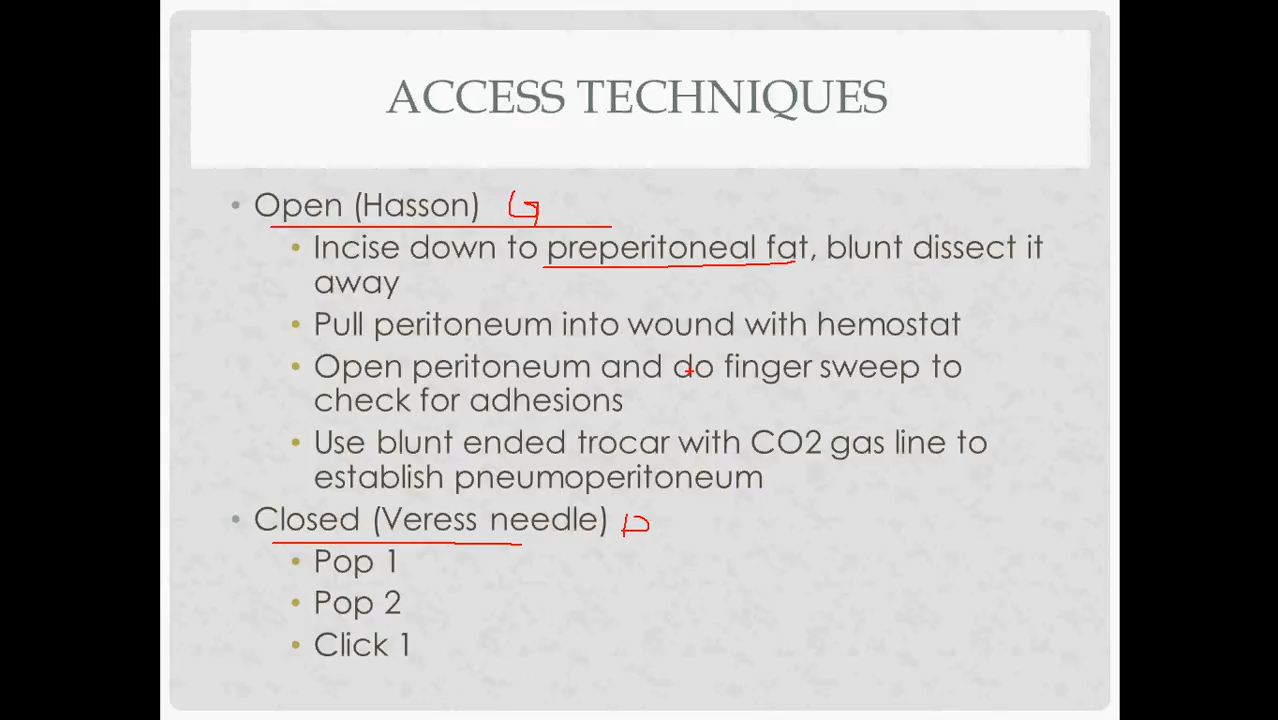 ACCESS TECHNIQUES
• Open (Hasson) G
• Incise down to preperitoneal fat, blunt dissect it
away
• Pull peritoneum into wound with hemostat
• Open peritoneum and do finger sweep to
check for adhesions
• Use blunt ended trocar with CO2 gas line to
establish pneumoperitoneum
• Closed (Veress needle)
• Pop 1
• Pop 2
• Click 1